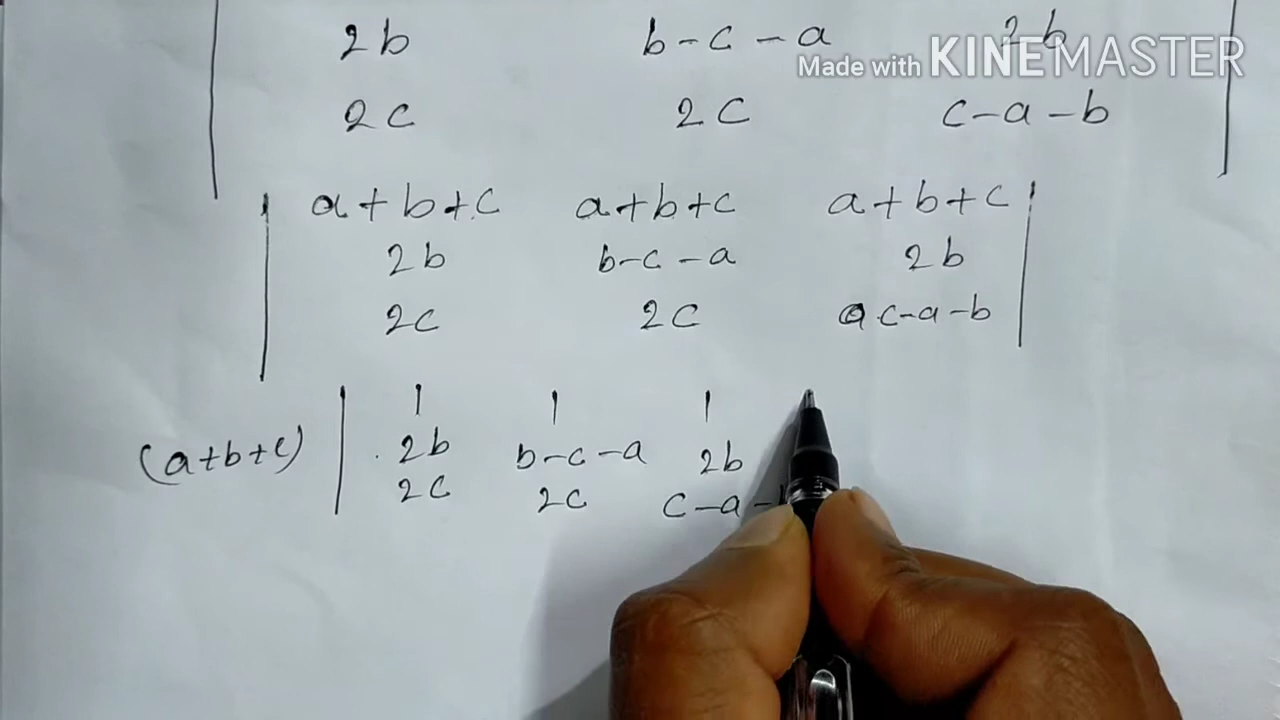 2b b-c-a 2b
Made with KINEMASTER
2c 2c c-a-b
a+b+c a+b+c a+b+c
2b b-c-a 2b
2c 2c c-a-b
1 1 1
(a+b+c) 2b b-c-a 2b
2c 2c c-a-